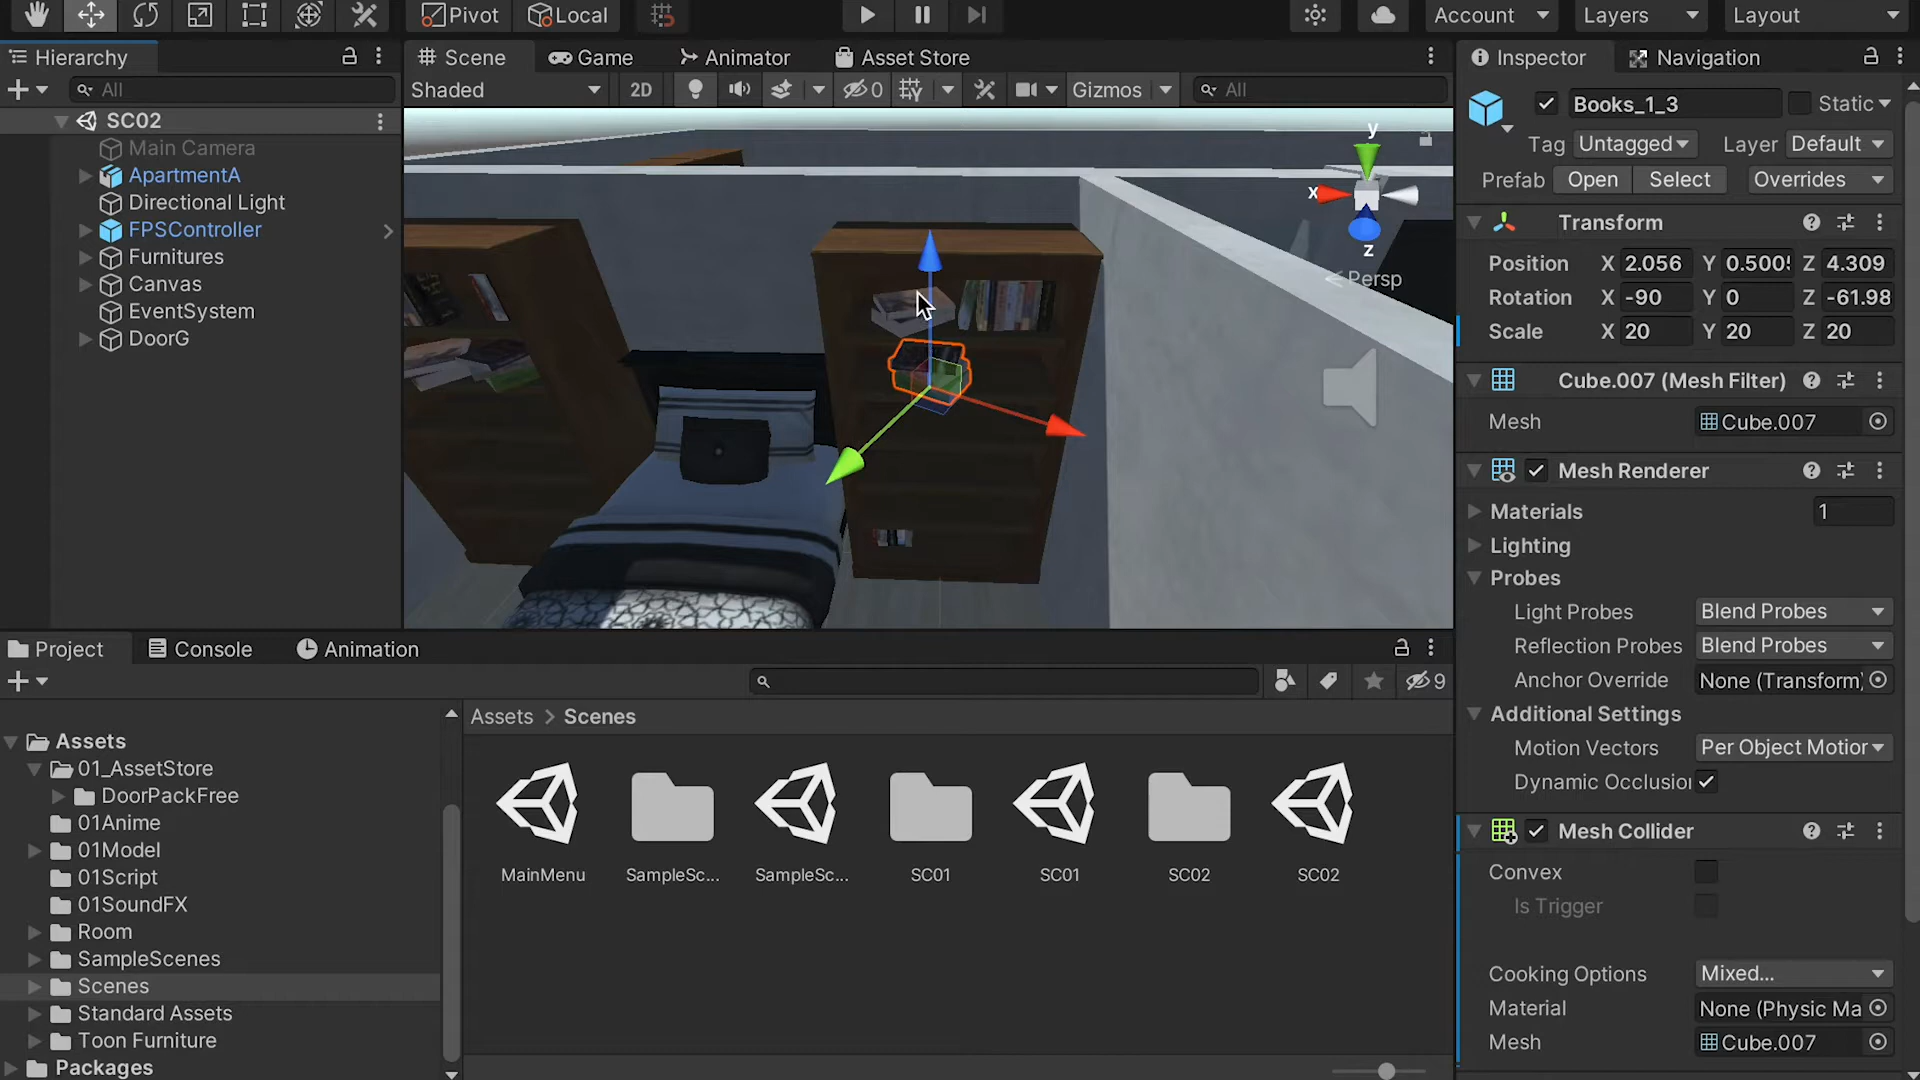 Pivot Local Account Layers Layout
Hierarchy Scene Game Animator Asset Store Inspector Navigation
All Shaded 2D 0 Gizmos All
Books_1_3 Static
SC02
Tag Untagged Layer Default
Main Camera
ApartmentA
Directional Light
FPSController
Furnitures
Canvas
EventSystem
DoorG
y
x
z
Persp
Prefab Open Select Overrides
Transform
Position X 2.056 Y 0.500 Z 4.309
Rotation X -90 Y 0 Z -61.98
Scale X 20 Y 20 Z 20
Cube.007 (Mesh Filter)
Mesh Cube.007
Mesh Renderer
Materials 1
Lighting
Probes
Light Probes Blend Probes
Reflection Probes Blend Probes
Anchor Override None (Transform)
Additional Settings
Motion Vectors Per Object Motior
Dynamic Occlusio
Mesh Collider
Convex
Is Trigger
Cooking Options Mixed...
Material None (Physic Ma
Mesh Cube.007
Project Console Animation
9
Assets > Scenes
Assets
01_AssetStore
DoorPackFree
01Anime
01Model
01Script
01SoundFX
Room
SampleScenes
Scenes
Standard Assets
Toon Furniture
Packages
MainMenu SampleSc... SampleSc... SC01 SC01 SC02 SC02